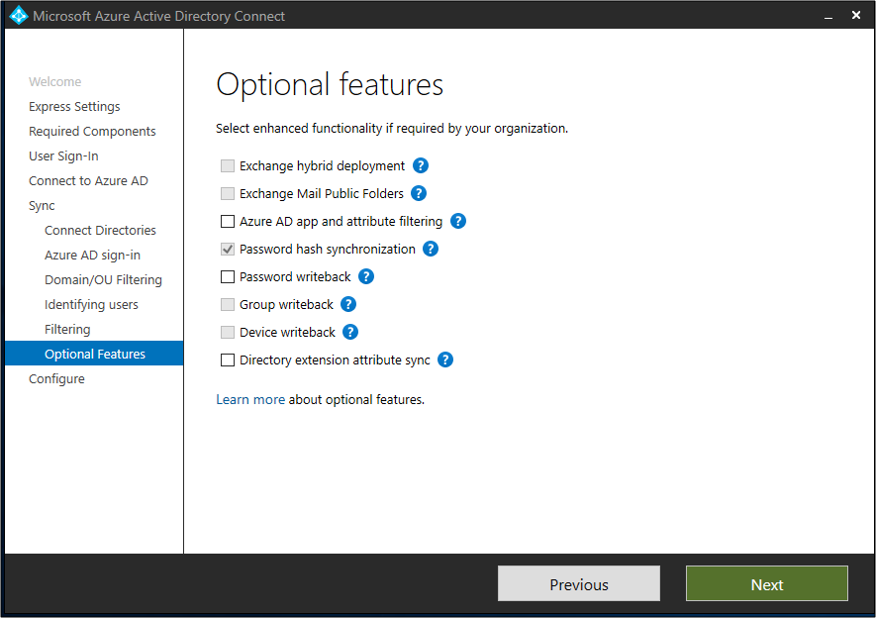 Microsoft Azure Active Directory Connect
Welcome
Express Settings
Required Components
User Sign-In
Connect to Azure AD
Sync
Connect Directories
Azure AD sign-in
Domain/OU Filtering
Identifying users
Filtering
Optional Features
Configure
Optional features
Select enhanced functionality if required by your organization.
Exchange hybrid deployment ?
Exchange Mail Public Folders ?
Azure AD app and attribute filtering ?
Password hash synchronization ?
Password writeback ?
Group writeback ?
Device writeback ?
Directory extension attribute sync ?
Learn more about optional features.
Previous
Next